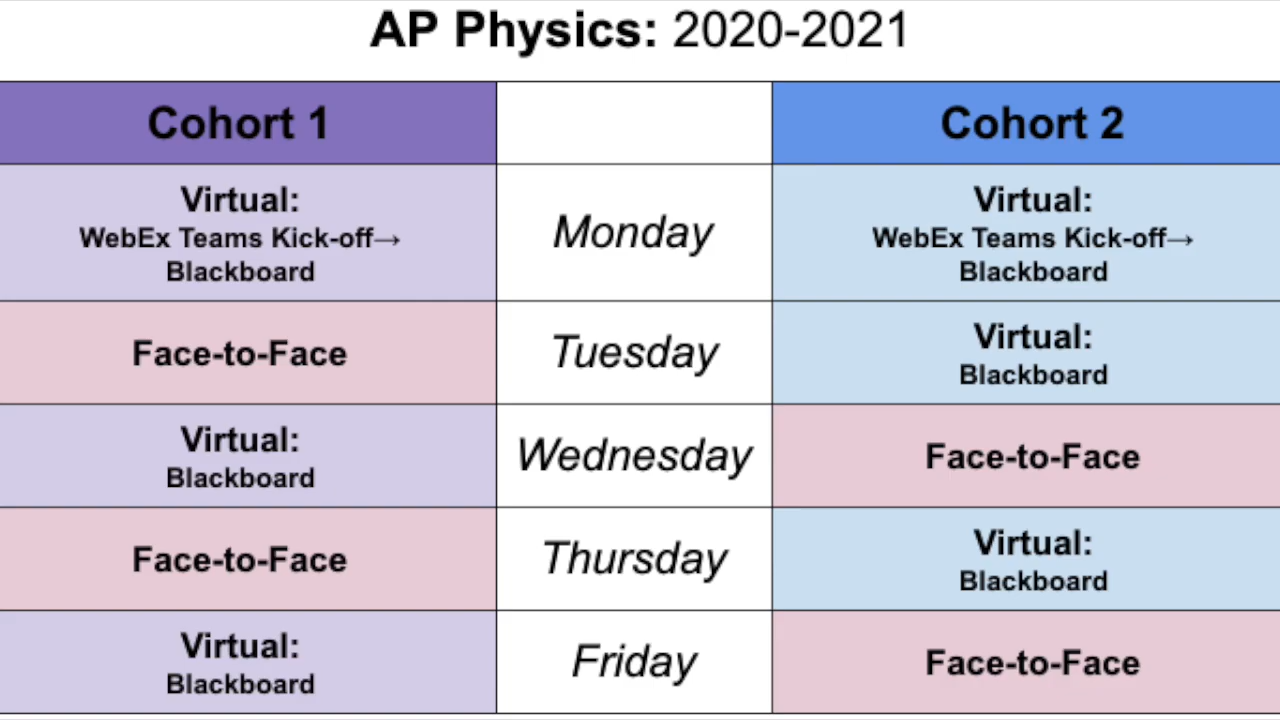 AP Physics: 2020-2021
Cohort 1
Cohort 2
Virtual:
WebEx Teams Kick-off→
Blackboard
Monday
Virtual:
WebEx Teams Kick-off→
Blackboard
Face-to-Face
Tuesday
Virtual:
Blackboard
Virtual:
Blackboard
Wednesday
Face-to-Face
Face-to-Face
Thursday
Virtual:
Blackboard
Virtual:
Blackboard
Friday
Face-to-Face